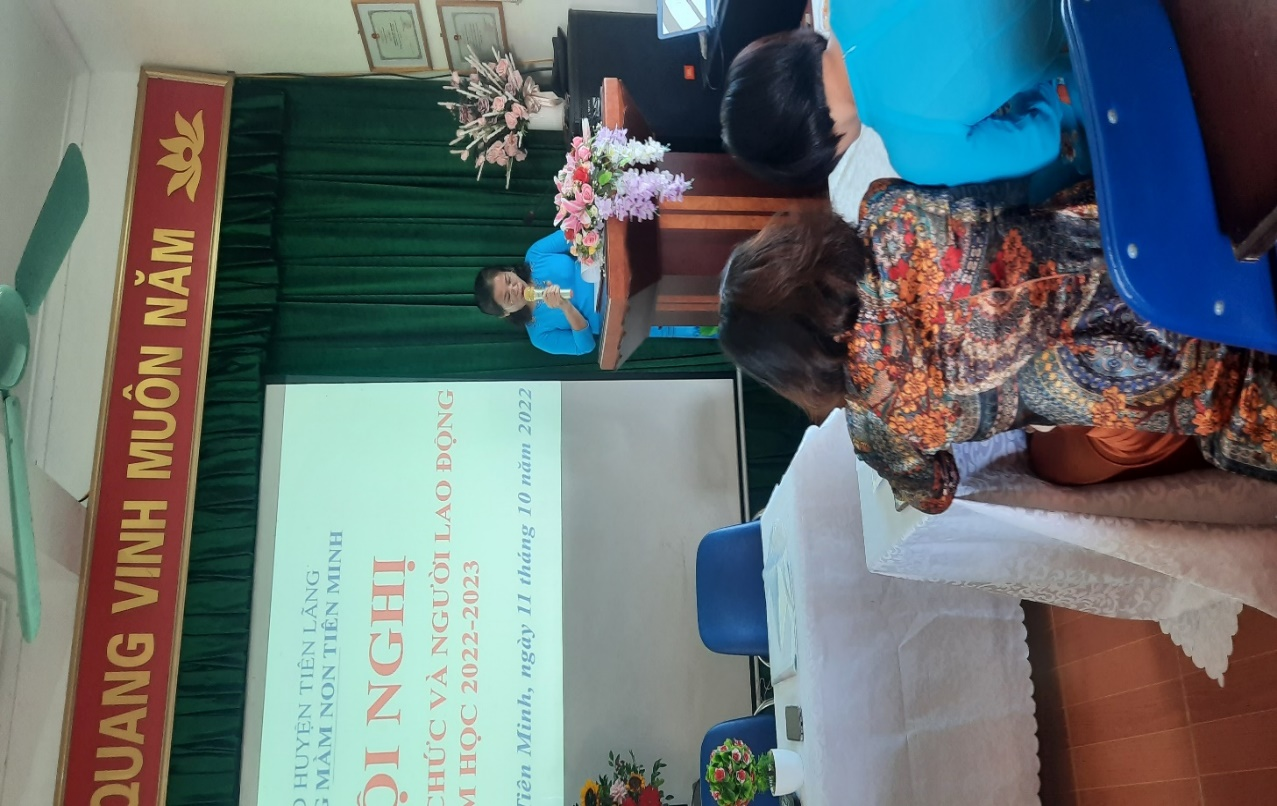 QUANG VINH MUÔN NĂM
HUYỆN TIÊN LÃNG
MẦM NON TIÊN MINH
NGHỊ
CHỨC VÀ NGƯỜI LAO ĐỘNG
HỌC 2022-2023
Tiên Minh, ngày 11 tháng 10 năm 2022